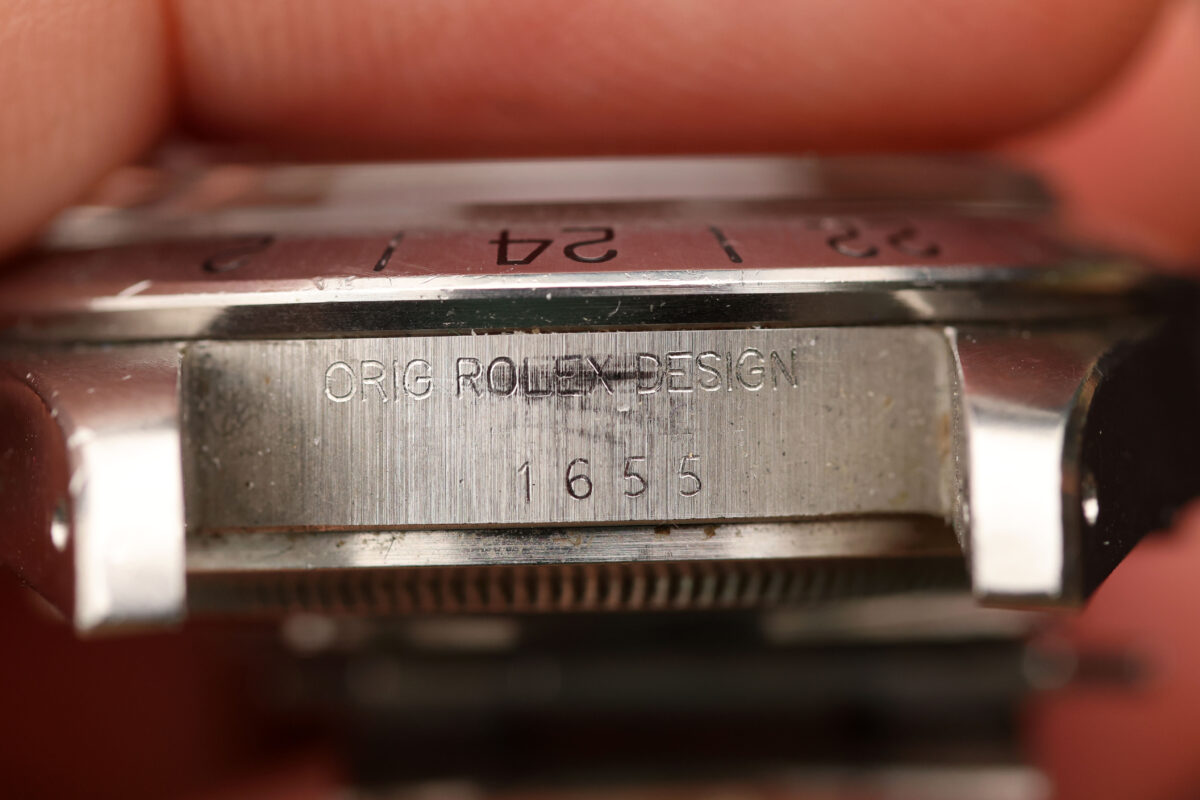 2 24 22
ORIG ROLEX DESIGN
1655